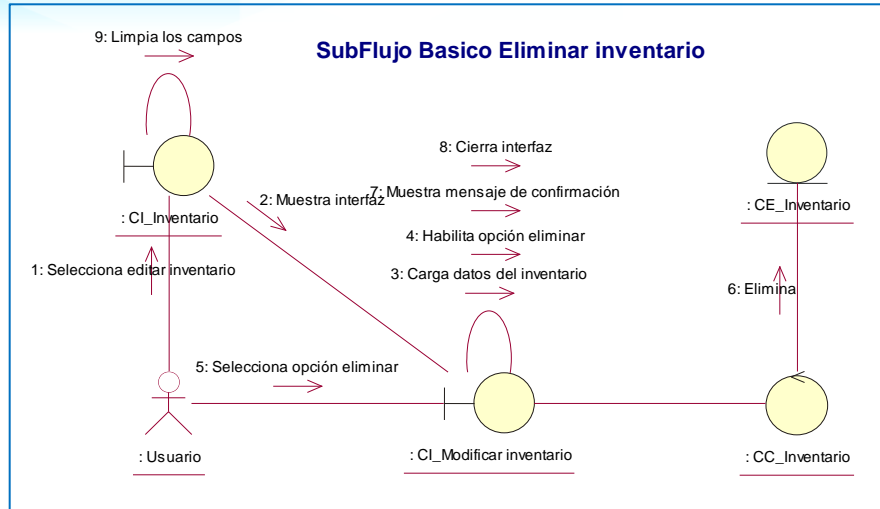 9: Limpia los campos
SubFlujo Basico Eliminar inventario
8: Cierra interfaz
7: Muestra mensaje de confirmación
2: Muestra interfaz
: CI_Inventario
: CE_Inventario
4: Habilita opción eliminar
1: Selecciona editar inventario
3: Carga datos del inventario
6: Elimina
5: Selecciona opción eliminar
: Usuario
: CI_Modificar inventario
: CC_Inventario